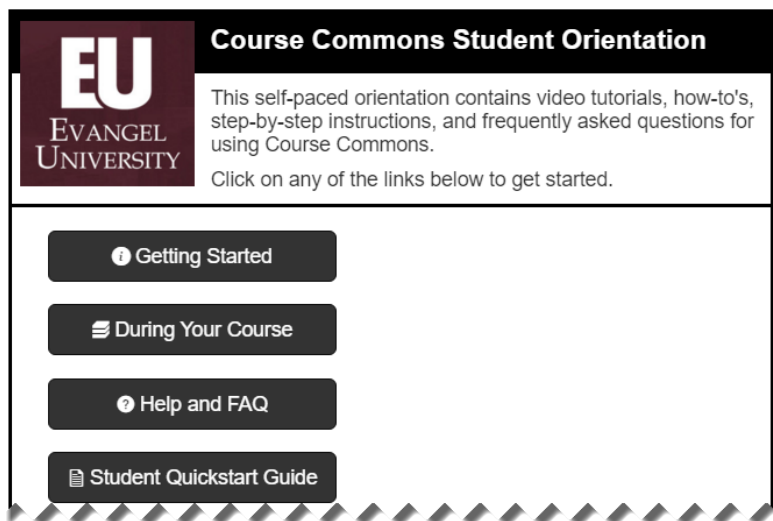 EU
EVANGEL
UNIVERSITY
Course Commons Student Orientation
This self-paced orientation contains video tutorials, how-to's,
step-by-step instructions, and frequently asked questions for
using Course Commons.
Click on any of the links below to get started.
Getting Started
During Your Course
Help and FAQ
Student Quickstart Guide